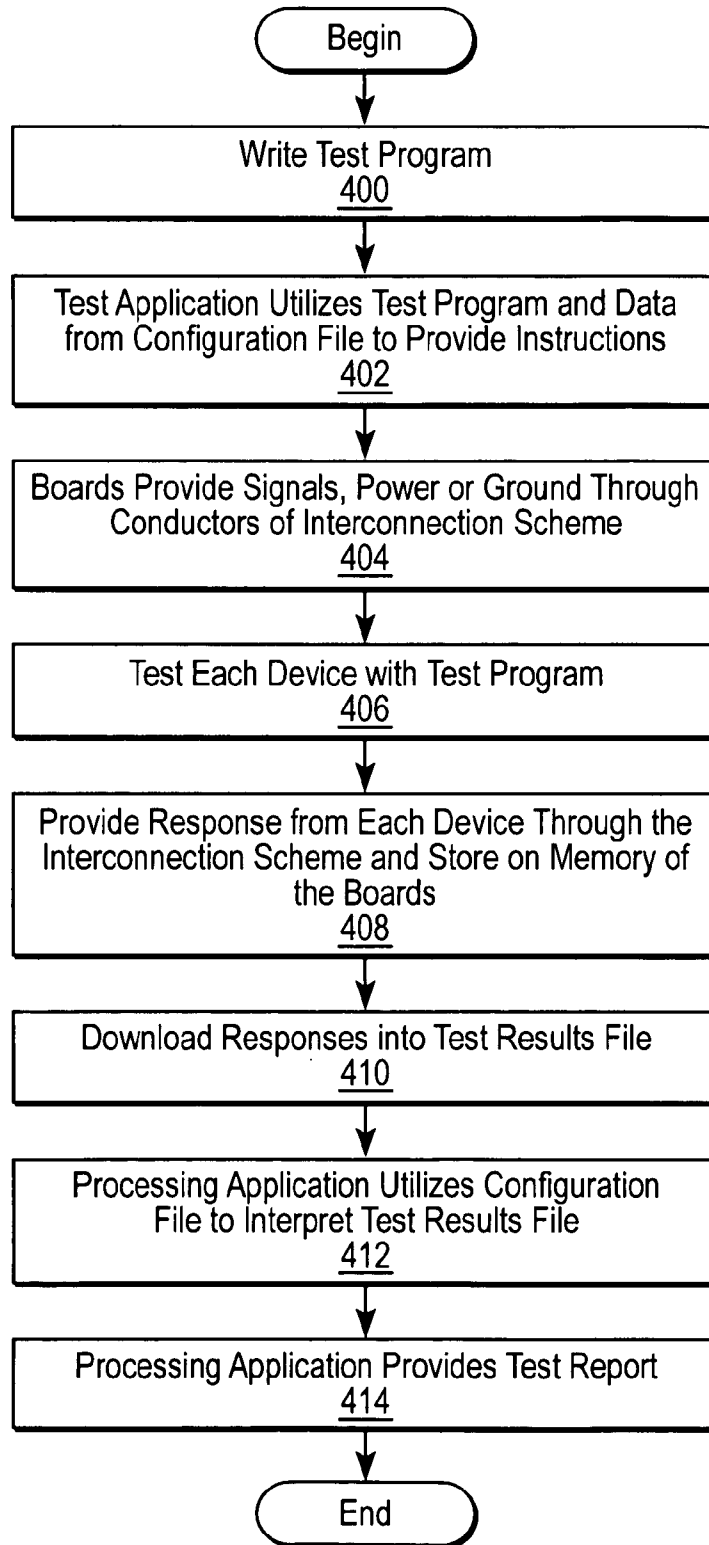 Begin
Write Test Program
400
Test Application Utilizes Test Program and Data
from Configuration File to Provide Instructions
402
Boards Provide Signals, Power or Ground Through
Conductors of Interconnection Scheme
404
Test Each Device with Test Program
406
Provide Response from Each Device Through the
Interconnection Scheme and Store on Memory of
the Boards
408
Download Responses into Test Results File
410
Processing Application Utilizes Configuration
File to Interpret Test Results File
412
Processing Application Provides Test Report
414
End